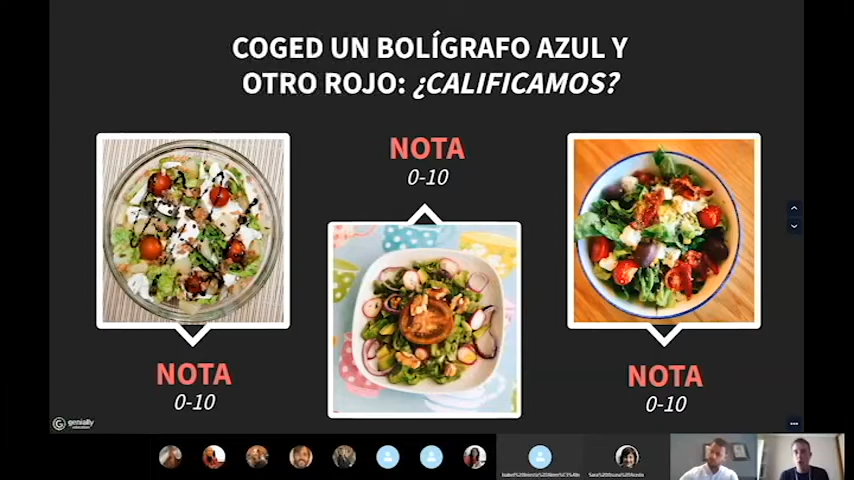 COGED UN BOLÍGRAFO AZUL Y
OTRO ROJO: ¿CALIFICAMOS?
NOTA
0-10
NOTA
0-10
NOTA
0-10
genially